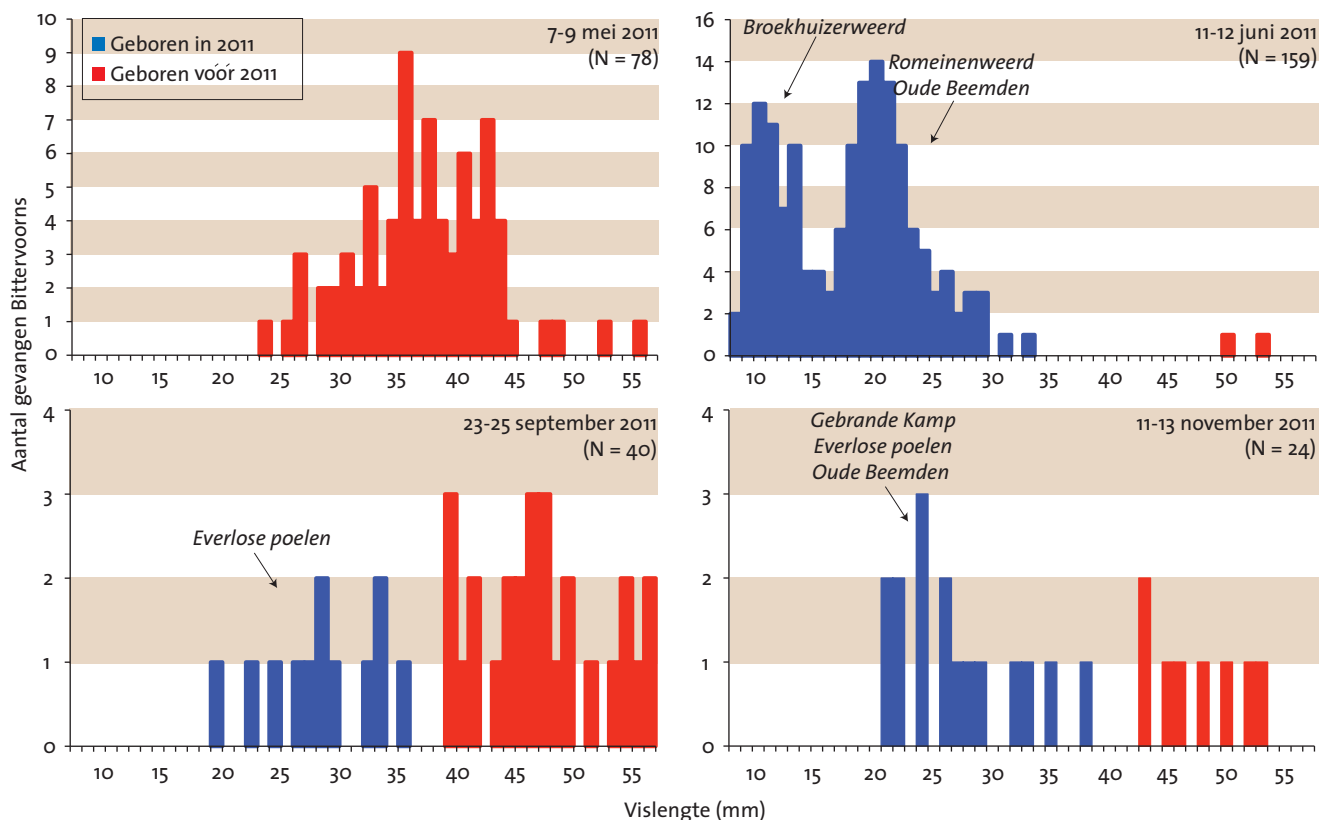 Aantal gevangen Bittervoorns
Geboren in 2011
Geboren vóór 2011
7-9 mei 2011
(N = 78)
10
9
8
7
6
5
4
3
2
1
0
10 15 20 25 30 35 40 45 50 55
11-12 juni 2011
(N = 159)
Broekhuizerweerd
Romeinenweerd
Oude Beemden
16
14
12
10
8
6
4
2
0
10 15 20 25 30 35 40 45 50 55
23-25 september 2011
(N = 40)
Everlose poelen
4
3
2
1
0
10 15 20 25 30 35 40 45 50 55
11-13 november 2011
(N = 24)
Gebrande Kamp
Everlose poelen
Oude Beemden
4
3
2
1
0
10 15 20 25 30 35 40 45 50 55
Vislengte (mm)